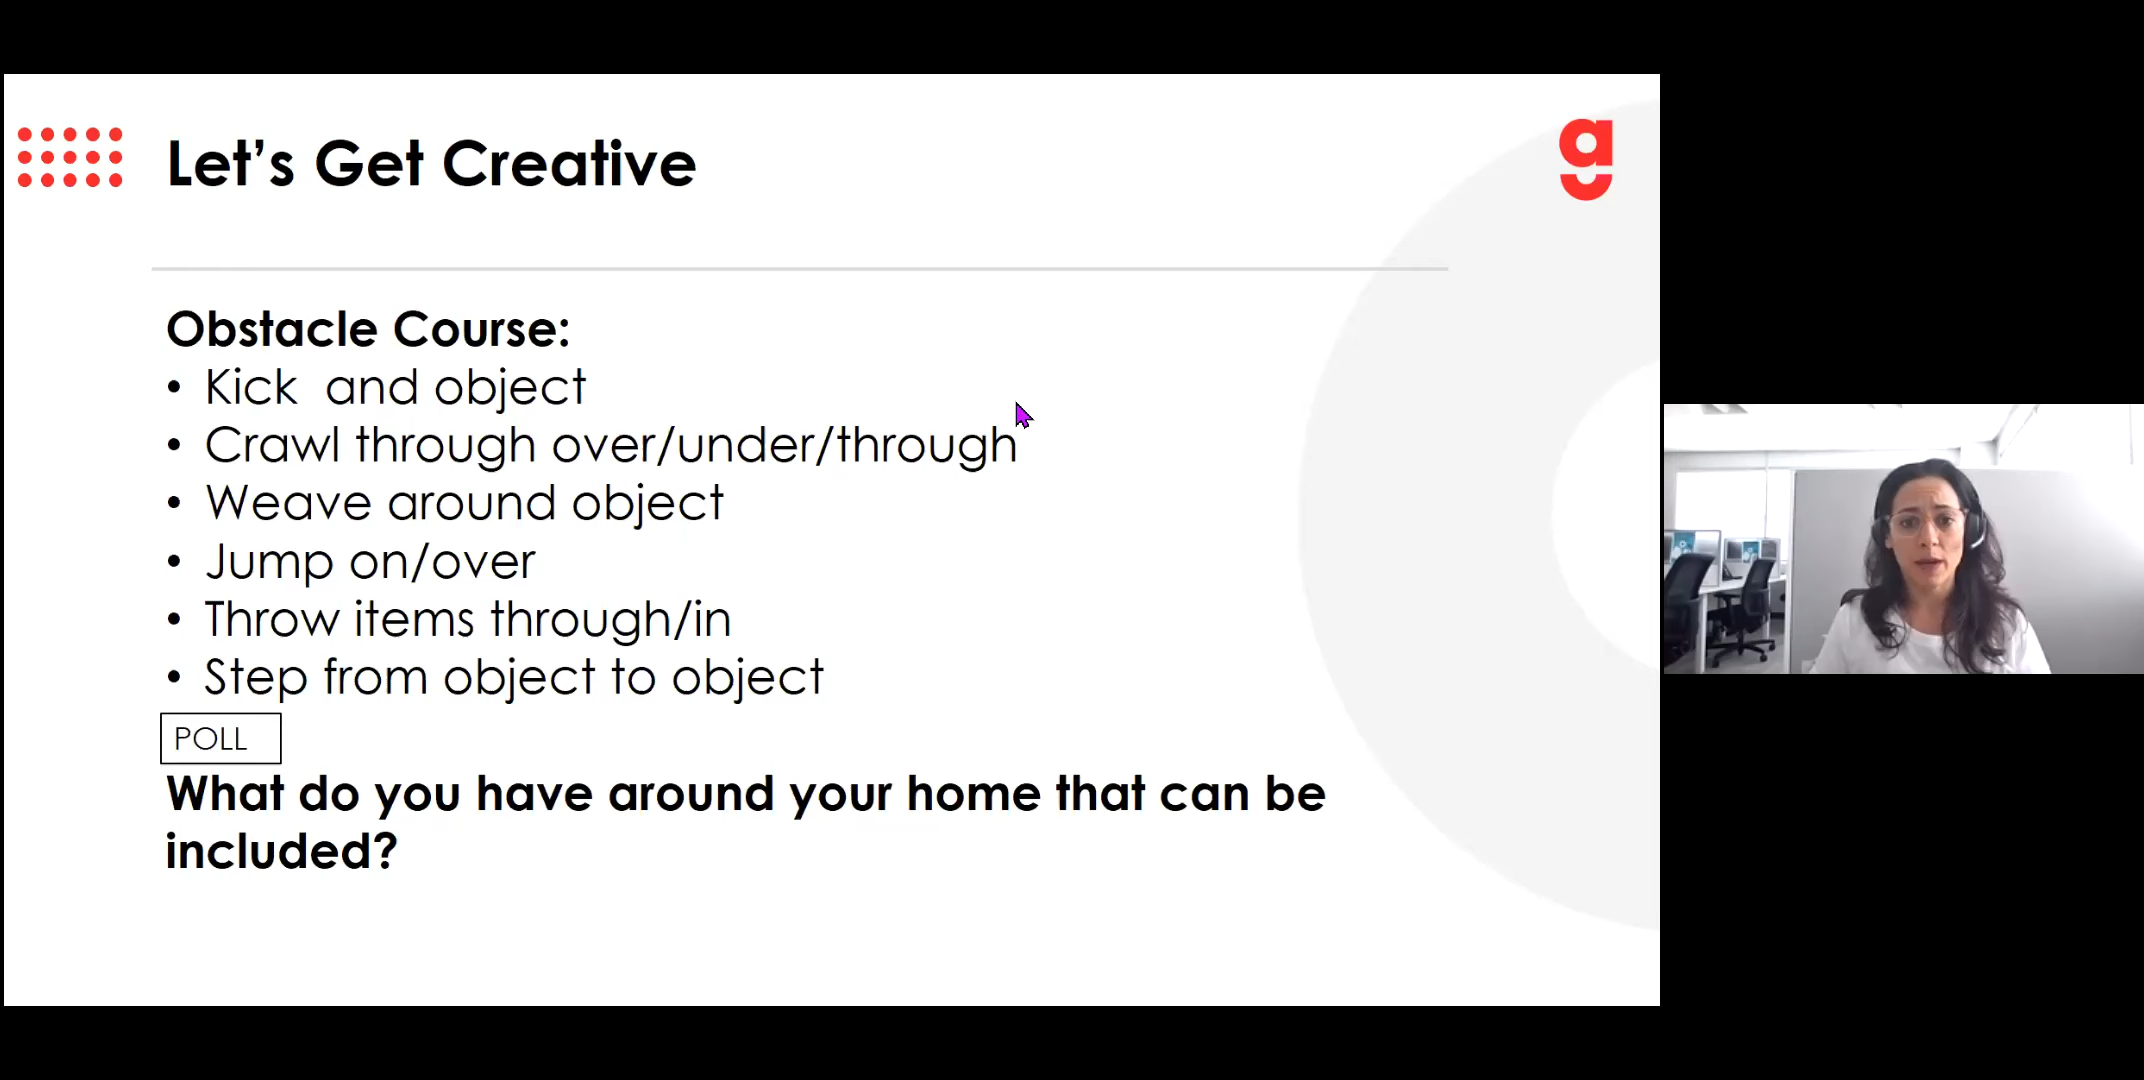 Let's Get Creative
g
Obstacle Course:
• Kick  and object
• Crawl through over/under/through
• Weave around object
• Jump on/over
• Throw items through/in
• Step from object to object
POLL
What do you have around your home that can be
included?